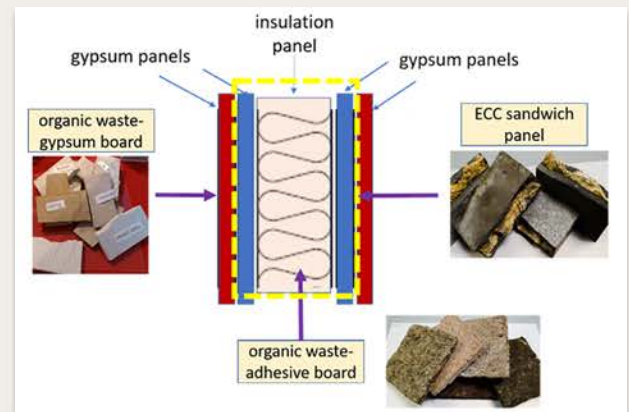 insulation
panel
gypsum panels
gypsum panels
organic waste-
gypsum board
ECC sandwich
panel
organic waste-
adhesive board